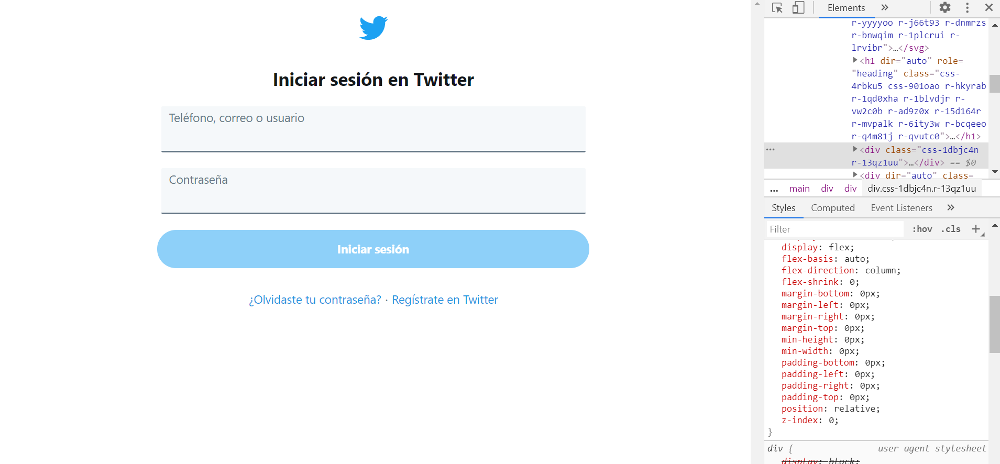 Iniciar sesión en Twitter
Teléfono, correo o usuario
Contraseña
Iniciar sesión
¿Olvidaste tu contraseña? · Regístrate en Twitter
Elements
r-yyyyoo r-j66t93 r-dnmrzs
r-bnwqim r-1plcrui r-
lrvibr">…</svg>
<h1 dir="auto" role=
"heading" class="css-
4rbku5 css-901oao r-hkyrab
r-1qd0xha r-1blvdjr r-
vw2c0b r-ad9z0x r-15d164r
r-mvpalk r-6ity3w r-bcqeeo
r-q4m81j r-qvutc0">…</h1>
<div class="css-1dbjc4n
r-13qz1uu">…</div> == $0
<div dir="auto" class=
... main div div div.css-1dbjc4n.r-13qz1uu
Styles Computed Event Listeners
Filter :hov .cls
display: flex;
flex-basis: auto;
flex-direction: column;
flex-shrink: 0;
margin-bottom: 0px;
margin-left: 0px;
margin-right: 0px;
margin-top: 0px;
min-height: 0px;
min-width: 0px;
padding-bottom: 0px;
padding-left: 0px;
padding-right: 0px;
padding-top: 0px;
position: relative;
z-index: 0;
}
div { user agent stylesheet
display: block;